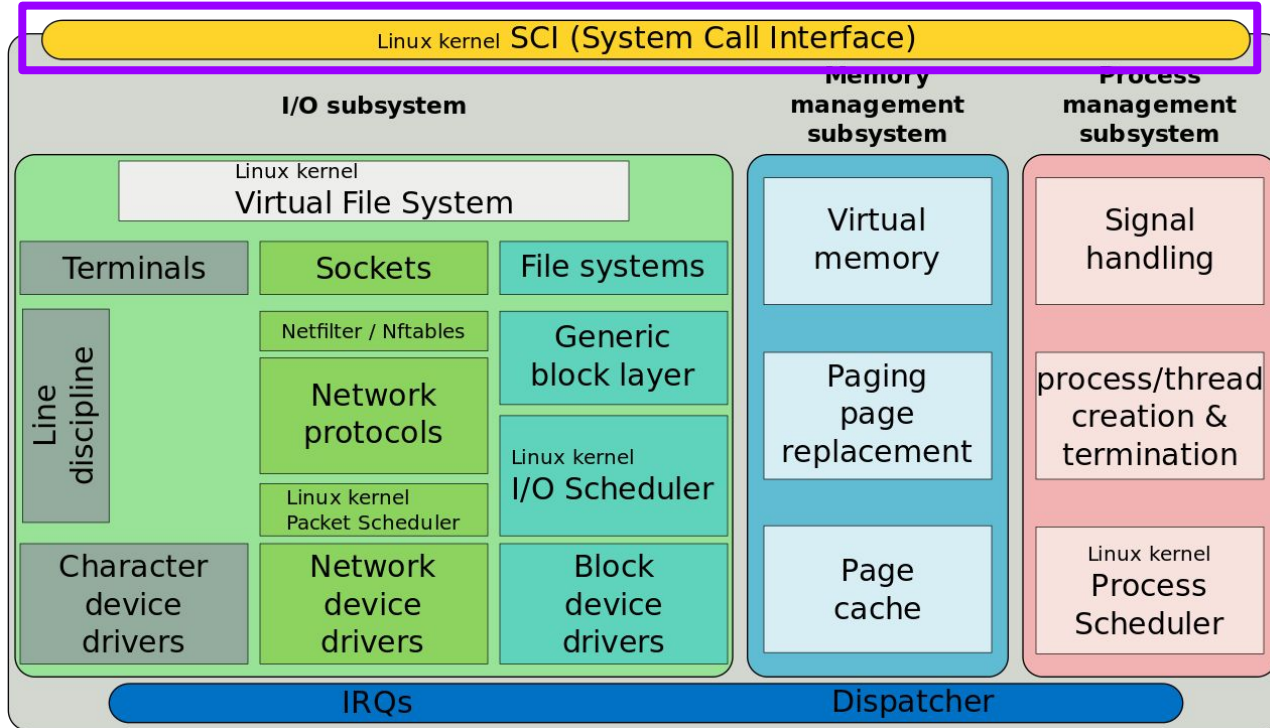 Linux kernel SCI (System Call Interface)
I/O subsystem
Memory
management
subsystem
Process
management
subsystem
Linux kernel
Virtual File System
Terminals
Sockets
File systems
Line
discipline
Netfilter / Nftables
Network
protocols
Linux kernel
Packet Scheduler
Generic
block layer
Linux kernel
I/O Scheduler
Character
device
drivers
Network
device
drivers
Block
device
drivers
Virtual
memory
Paging
page
replacement
Page
cache
Signal
handling
process/thread
creation &
termination
Linux kernel
Process
Scheduler
IRQs
Dispatcher